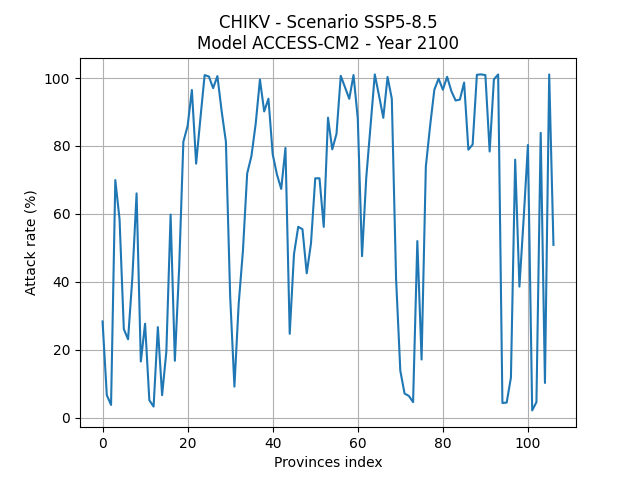 CHIKV - Scenario SSP5-8.5
Model ACCESS-CM2 - Year 2100
Attack rate (%)
100
80
60
40
20
0
0 20 40 60 80 100
Provinces index